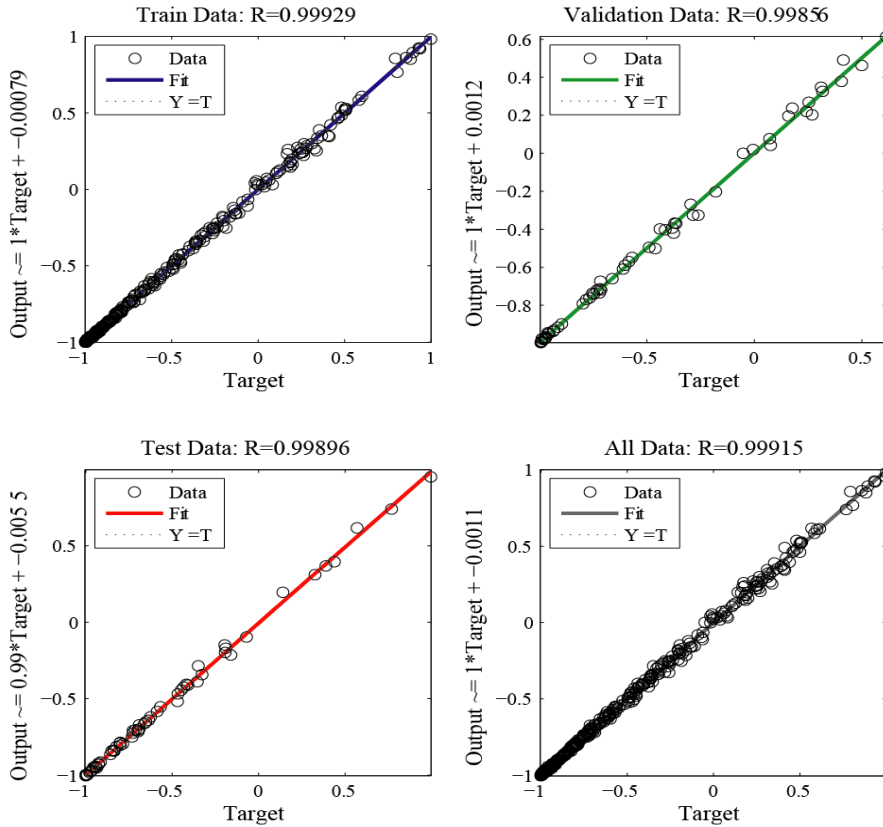 Train Data: R=0.99929
Data
Fit
Y =T
Output ~= 1*Target + −0.00079
1
0.5
0
−0.5
−1
−1
−0.5
0
0.5
1
Target
Validation Data: R=0.99856
Data
Fit
Y =T
Output ~= 1*Target + 0.0012
0.6
0.4
0.2
0
−0.2
−0.4
−0.6
−0.8
−0.5
0
0.5
Target
Test Data: R=0.99896
Data
Fit
Y =T
Output ~= 0.99*Target + −0.005 5
0.5
0
−0.5
−1
−1
−0.5
0
0.5
Target
All Data: R=0.99915
Data
Fit
Y =T
Output ~= 1*Target + −0.0011
1
0.5
0
−0.5
−1
−1
−0.5
0
0.5
Target